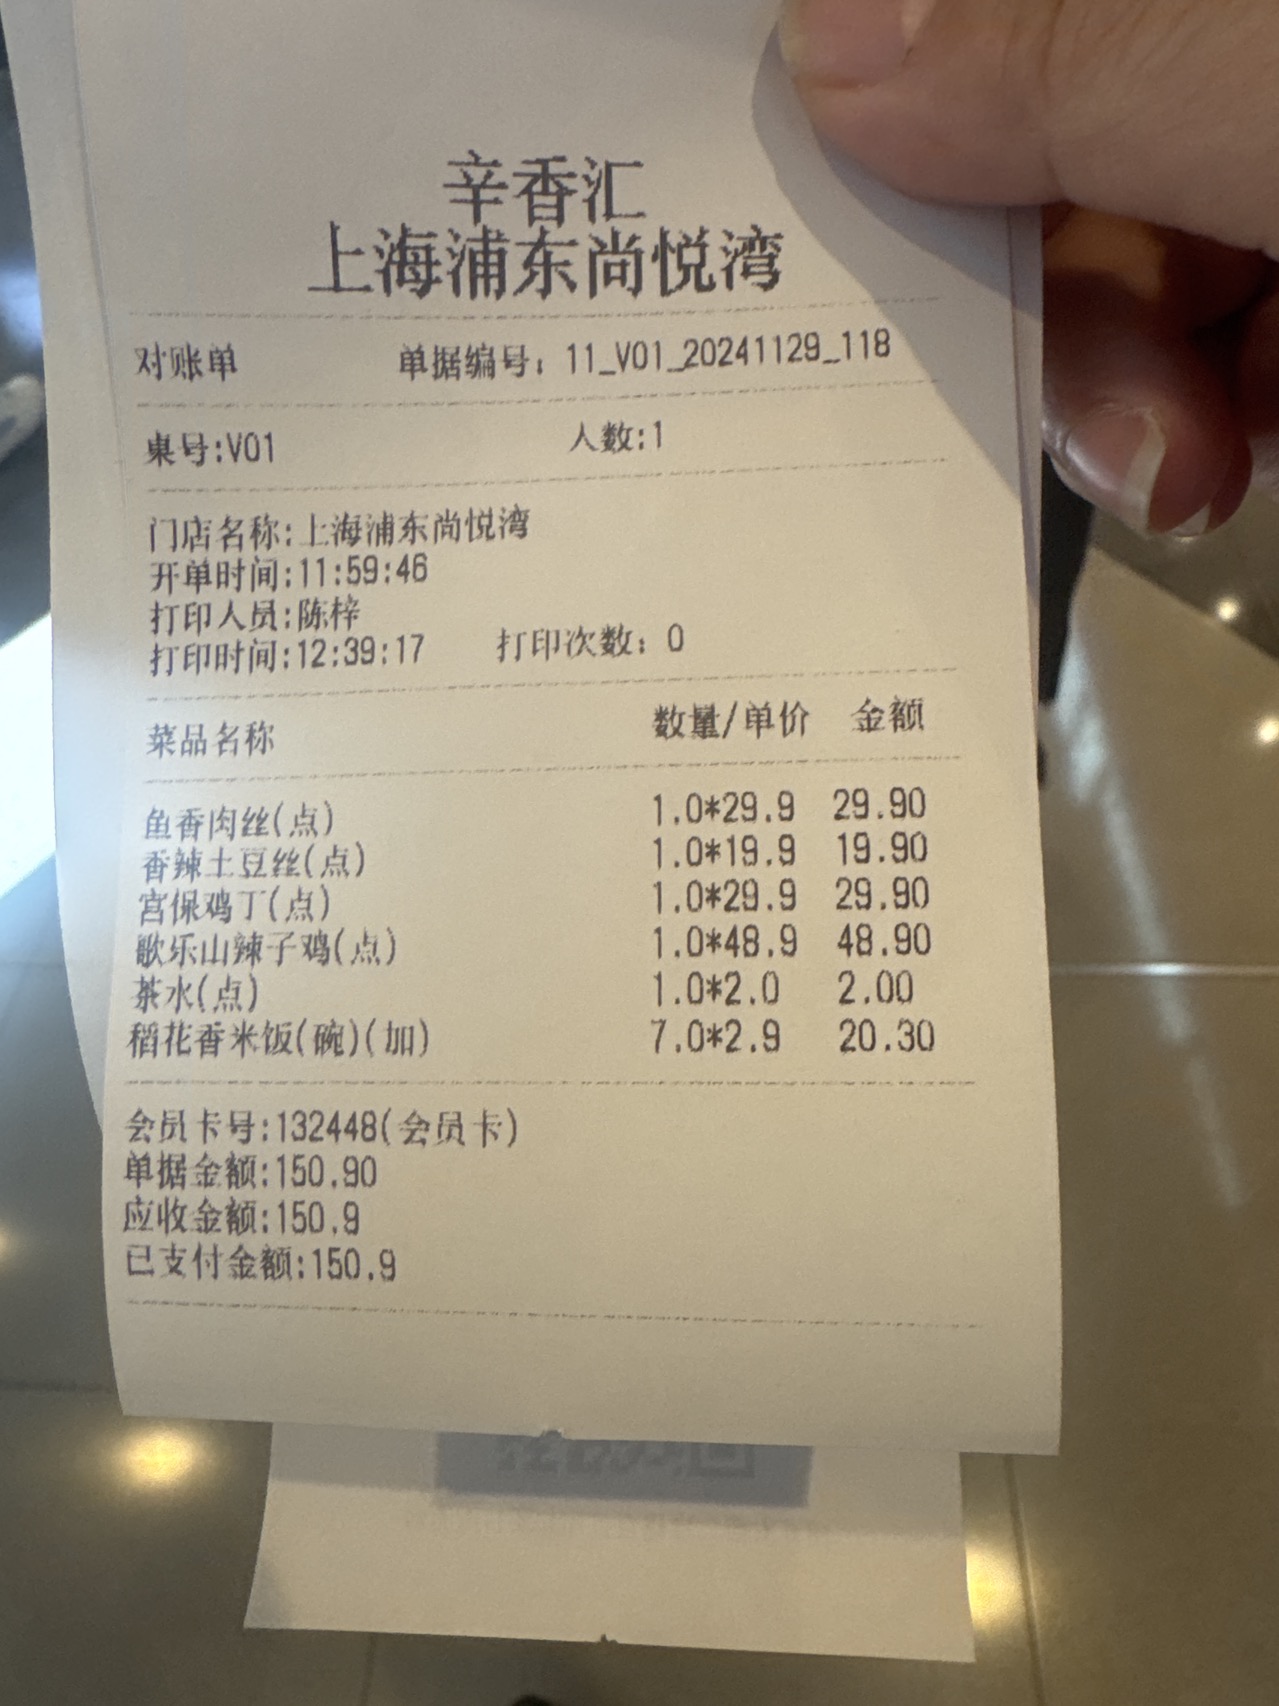 辛香汇
上海浦东尚悦湾
对账单 单据编号: 11_V01_20241129_118
桌号:V01 人数:1
门店名称:上海浦东尚悦湾
开单时间:11:59:46
打印人员:陈梓
打印时间:12:39:17 打印次数: 0
菜品名称 数量/单价 金额
鱼香肉丝(点) 1.0*29.9 29.90
香辣土豆丝(点) 1.0*19.9 19.90
宫保鸡丁(点) 1.0*29.9 29.90
歌乐山辣子鸡(点) 1.0*48.9 48.90
茶水(点) 1.0*2.0 2.00
稻花香米饭(碗)(加) 7.0*2.9 20.30
会员卡号:132448(会员卡)
单据金额:150.90
应收金额:150.9
已支付金额:150.9